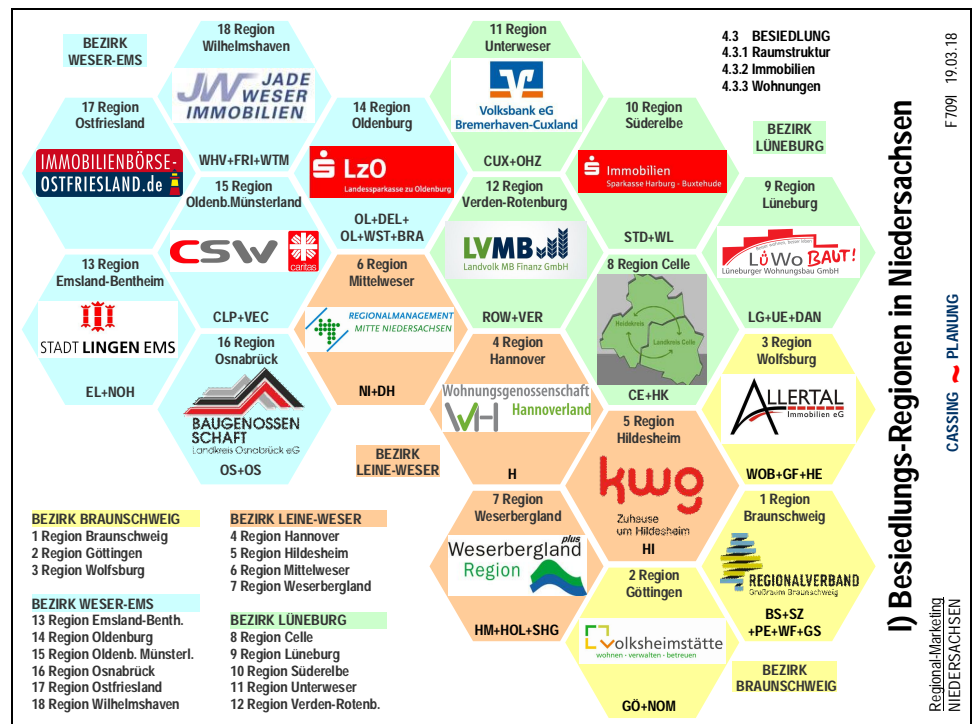 BEZIRK
WESER-EMS
18 Region
Wilhelmshaven
JW JADE
WESER
IMMOBILIEN
WHV+FRI+WTM
11 Region
Unterweser
Volksbank eG
Bremerhaven-Cuxland
CUX+OHZ
4.3 BESIEDLUNG
4.3.1 Raumstruktur
4.3.2 Immobilien
4.3.3 Wohnungen
17 Region
Ostfriesland
IMMOBILIENBÖRSE-
OSTFRIESLAND.de
14 Region
Oldenburg
LzO
Landessparkasse zu Oldenburg
OL+DEL+
OL+WST+BRA
10 Region
Süderelbe
Immobilien
Sparkasse Harburg - Buxtehude
STD+WL
BEZIRK
LÜNEBURG
15 Region
Oldenb.Münsterland
CSW
caritas
CLP+VEC
12 Region
Verden-Rotenburg
LVMB
Landvolk MB Finanz GmbH
ROW+VER
9 Region
Lüneburg
LüWo BAUT!
Lüneburger Wohnungsbau GmbH
LG+UE+DAN
13 Region
Emsland-Bentheim
STADT LINGEN EMS
EL+NOH
6 Region
Mittelweser
REGIONALMANAGEMENT
MITTE NIEDERSACHSEN
NI+DH
8 Region Celle
Heidekreis
Landkreis Celle
CE+HK
16 Region
Osnabrück
BAUGENOSSEN
SCHAFT
Landkreis Osnabrück eG
OS+OS
4 Region
Hannover
Wohnungsgenossenschaft
WH Hannoverland
H
3 Region
Wolfsburg
ALLERTAL
Immobilien eG
WOB+GF+HE
BEZIRK
LEINE-WESER
5 Region
Hildesheim
kwg
Zuhause
um Hildesheim
HI
7 Region
Weserbergland
plus
Weserbergland
Region
HM+HOL+SHG
1 Region
Braunschweig
REGIONALVERBAND
Großraum Braunschweig
BS+SZ
+PE+WF+GS
2 Region
Göttingen
Volksheimstätte
wohnen - verwalten - betreuen
GÖ+NOM
BEZIRK
BRAUNSCHWEIG
BEZIRK BRAUNSCHWEIG
1 Region Braunschweig
2 Region Göttingen
3 Region Wolfsburg
BEZIRK LEINE-WESER
4 Region Hannover
5 Region Hildesheim
6 Region Mittelweser
7 Region Weserbergland
BEZIRK WESER-EMS
13 Region Emsland-Benth.
14 Region Oldenburg
15 Region Oldenb. Münsterl.
16 Region Osnabrück
17 Region Ostfriesland
18 Region Wilhelmshaven
BEZIRK LÜNEBURG
8 Region Celle
9 Region Lüneburg
10 Region Süderelbe
11 Region Unterweser
12 Region Verden-Rotenb.
I) Besiedlungs-Regionen in Niedersachsen
F709I 19.03.18
CASSING ~ PLANUNG
Regional-Marketing
NIEDERSACHSEN